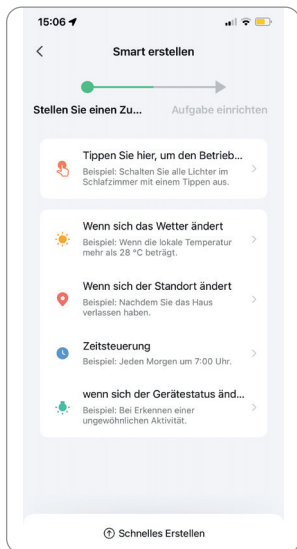 15:06
Smart erstellen
Stellen Sie einen Zu...
Aufgabe einrichten
Tippen Sie hier, um den Betrieb...
Beispiel: Schalten Sie alle Lichter im
Schlafzimmer mit einem Tippen aus.
Wenn sich das Wetter ändert
Beispiel: Wenn die lokale Temperatur
mehr als 28 °C beträgt.
Wenn sich der Standort ändert
Beispiel: Nachdem Sie das Haus
verlassen haben.
Zeitsteuerung
Beispiel: Jeden Morgen um 7:00 Uhr.
wenn sich der Gerätestatus änd...
Beispiel: Bei Erkennen einer
ungewöhnlichen Aktivität.
Schnelles Erstellen